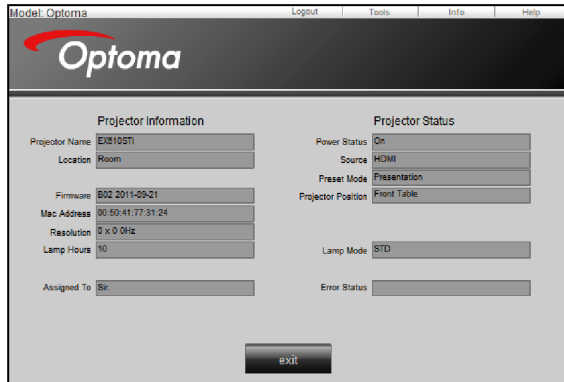 Model: Optoma
Logout Tools Info Help
Optoma
Projector Information
Projector Name EX610STi
Location Room
Firmware B02 2011-09-21
Mac Address 00:50:41:77:31:24
Resolution 0 x 0 0Hz
Lamp Hours 10
Assigned To Sir.
Projector Status
Power Status On
Source HDMI
Preset Mode Presentation
Projector Position Front Table
Lamp Mode STD
Error Status
exit